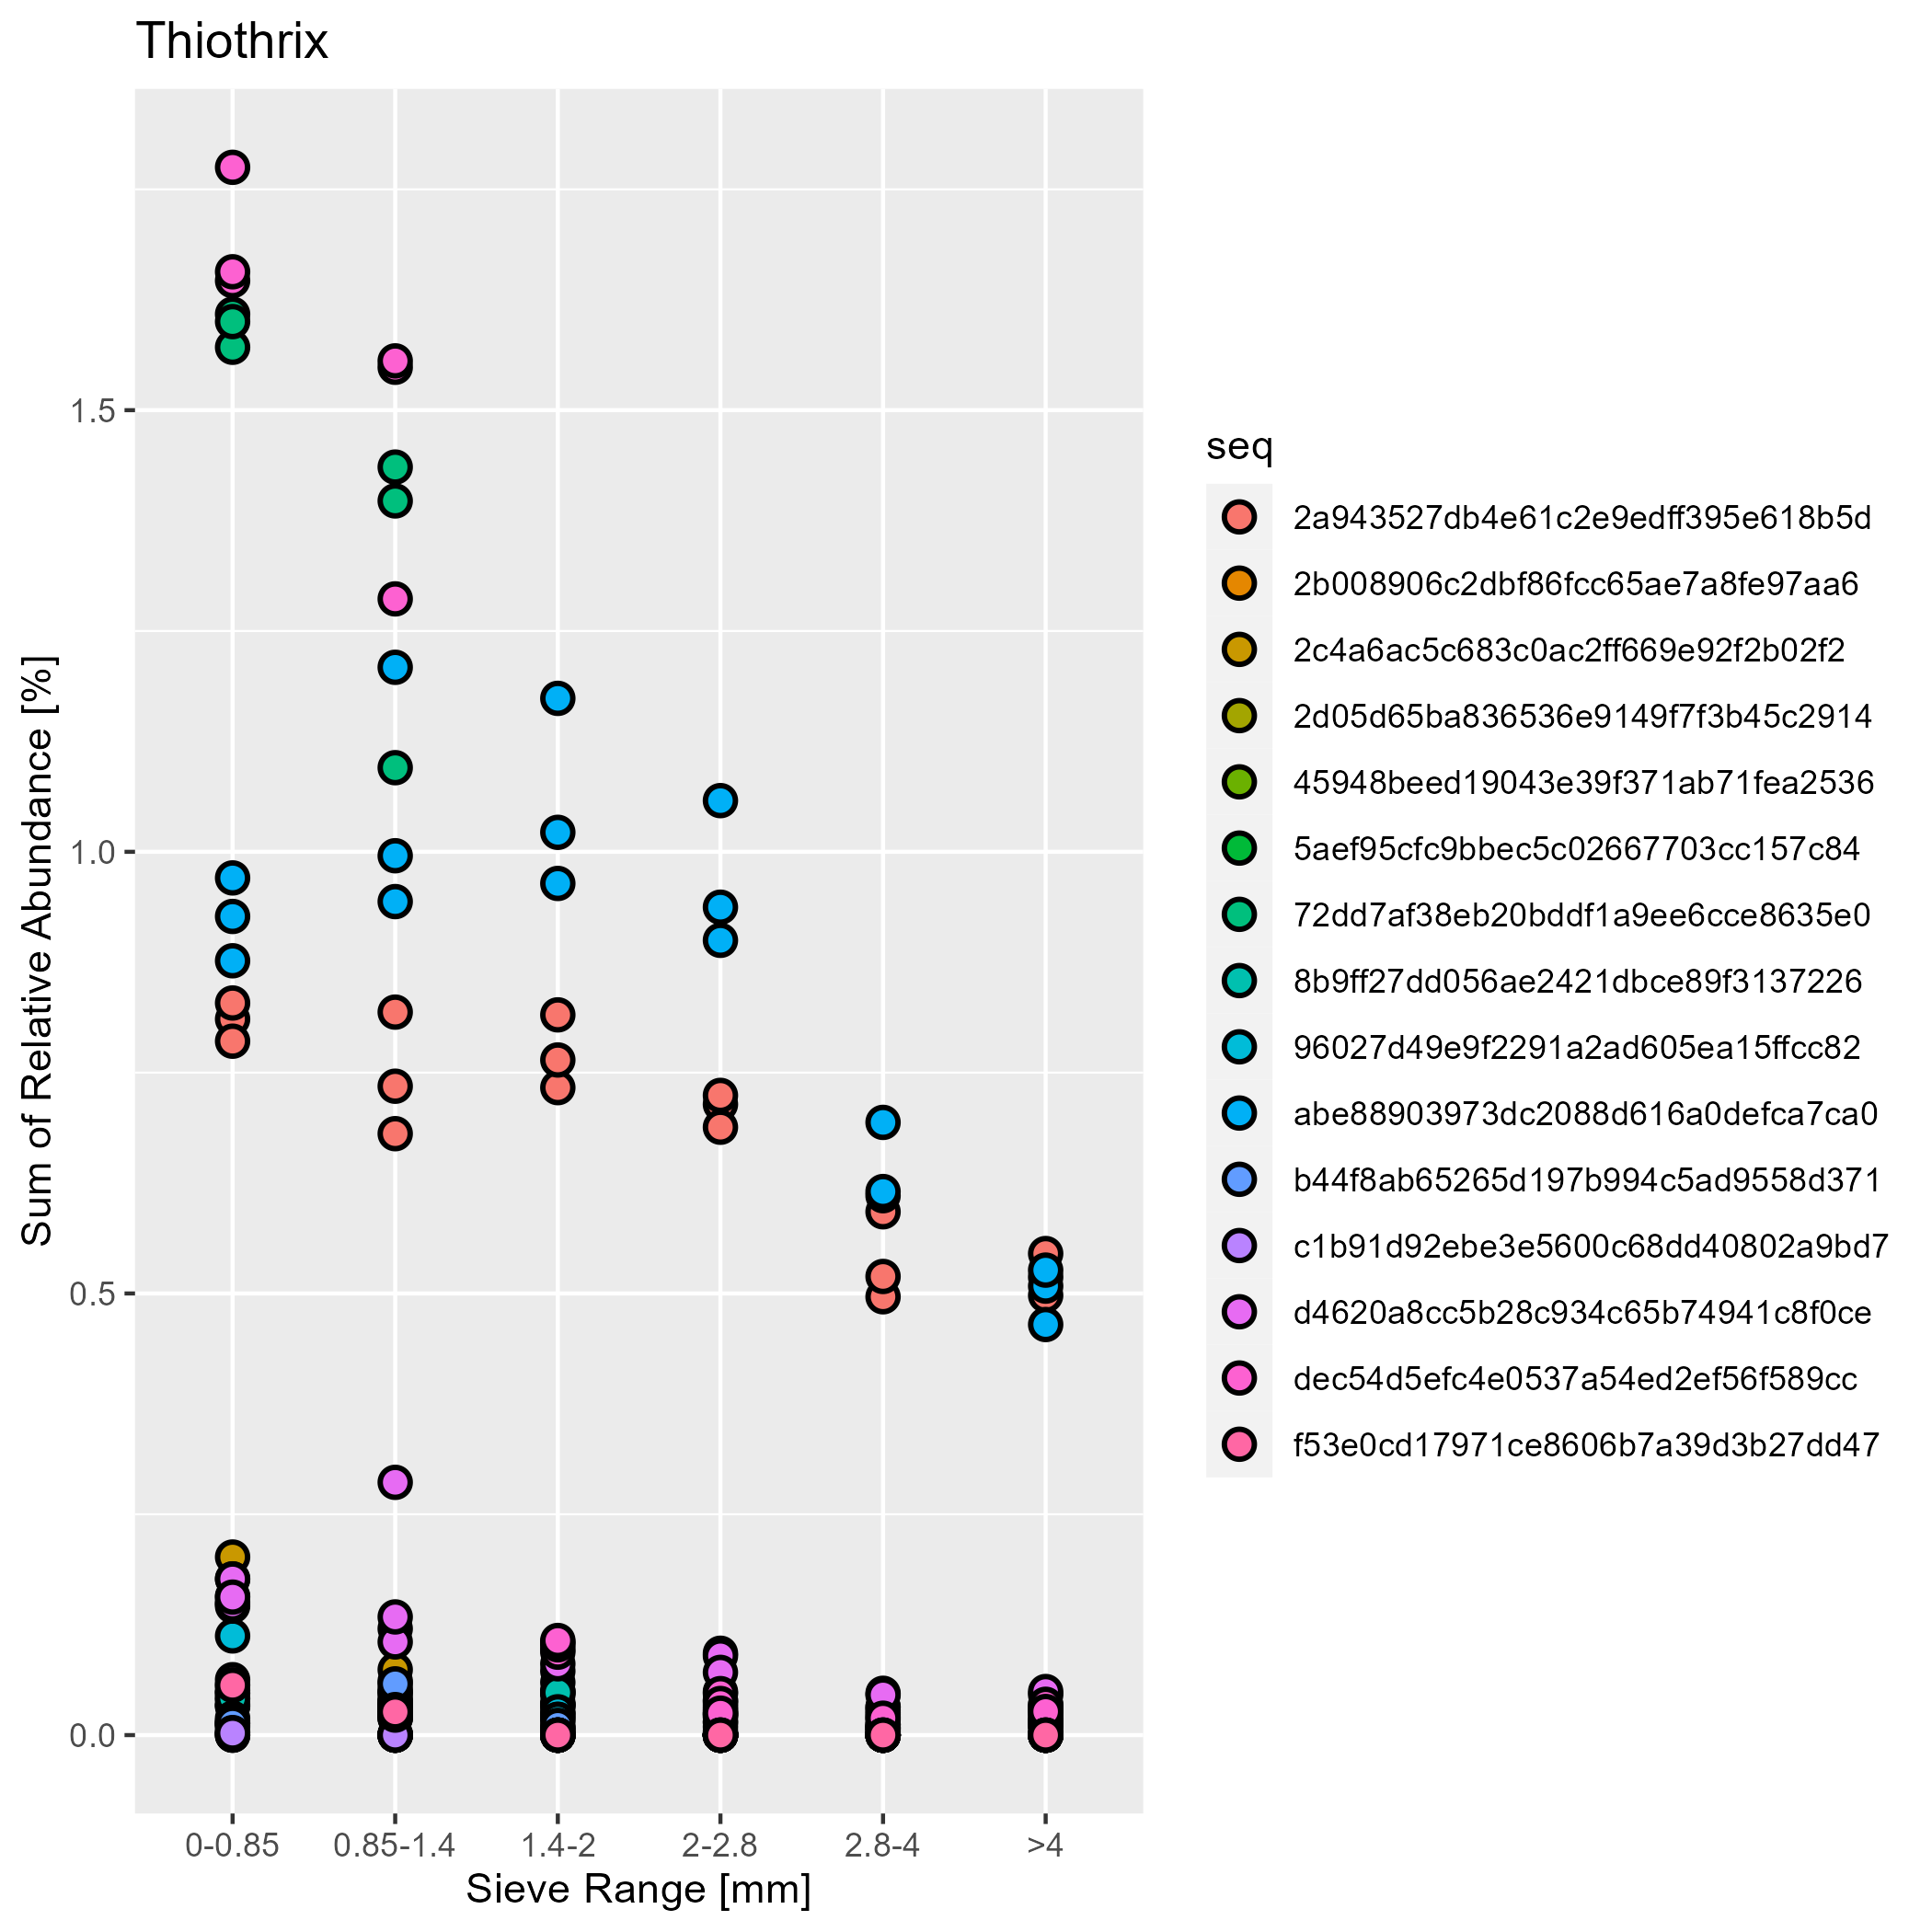 Thiothrix
Sum of Relative Abundance [%]
1.5
1.0
0.5
0.0
0-0.85
0.85-1.4
1.4-2
2-2.8
2.8-4
>4
Sieve Range [mm]
seq
2a943527db4e61c2e9edff395e618b5d
2b008906c2dbf86fcc65ae7a8fe97aa6
2c4a6ac5c683c0ac2ff669e92f2b02f2
2d05d65ba836536e9149f7f3b45c2914
45948beed19043e39f371ab71fea2536
5aef95cfc9bbec5c02667703cc157c84
72dd7af38eb20bddf1a9ee6cce8635e0
8b9ff27dd056ae2421dbce89f3137226
96027d49e9f2291a2ad605ea15ffcc82
abe88903973dc2088d616a0defca7ca0
b44f8ab65265d197b994c5ad9558d371
c1b91d92ebe3e5600c68dd40802a9bd7
d4620a8cc5b28c934c65b74941c8f0ce
dec54d5efc4e0537a54ed2ef56f589cc
f53e0cd17971ce8606b7a39d3b27dd47